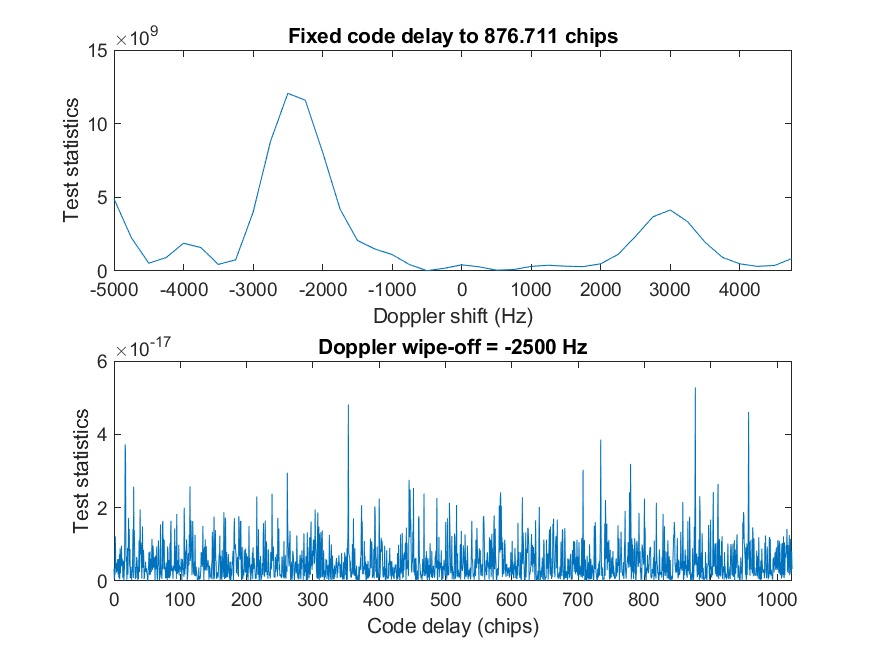 ×10^9
Fixed code delay to 876.711 chips
15
10
5
0
Test statistics
-5000 -4000 -3000 -2000 -1000 0 1000 2000 3000 4000
Doppler shift (Hz)
×10^-17
Doppler wipe-off = -2500 Hz
6
4
2
0
Test statistics
0 100 200 300 400 500 600 700 800 900 1000
Code delay (chips)